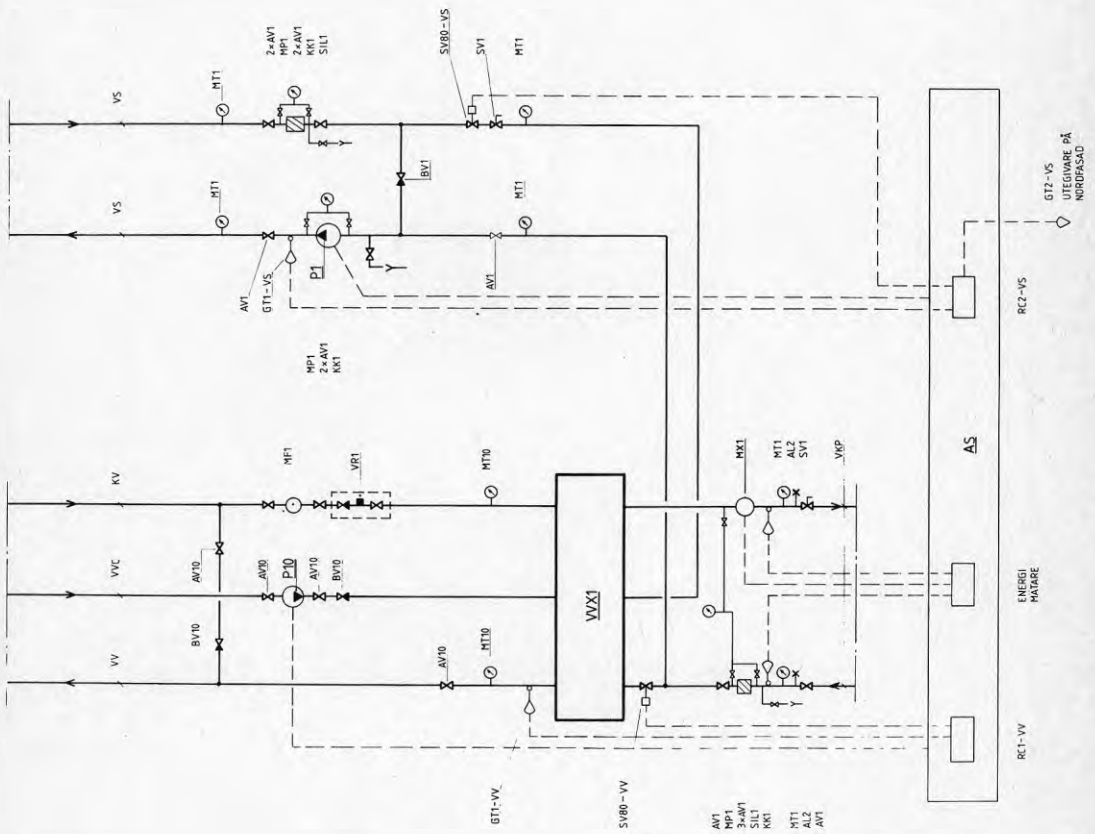 2×AV1
MP1
2×AV1
KK1
SIL1
SV80-VS
SV1
MT1
MT1
VS
BV1
VS
MT1
MT1
AV1
GT1-VS
P1
AV1
MP1
2×AV1
KK1
GT2-VS
UTEGIVARE PÅ
NORDFASAD
RC2-VS
KV
MF1
VR1
MT10
MX1
MT1
AL2
SV1
VKP
AS
VVC
AV10
AV10
P10
AV10
BV10
VVX1
ENERGI
MÄTARE
BV10
VV
AV10
MT10
GT1-VV
SV80-VV
AV1
MP1
3×AV1
SIL1
KK1
MT1
AL2
AV1
RC1-VV